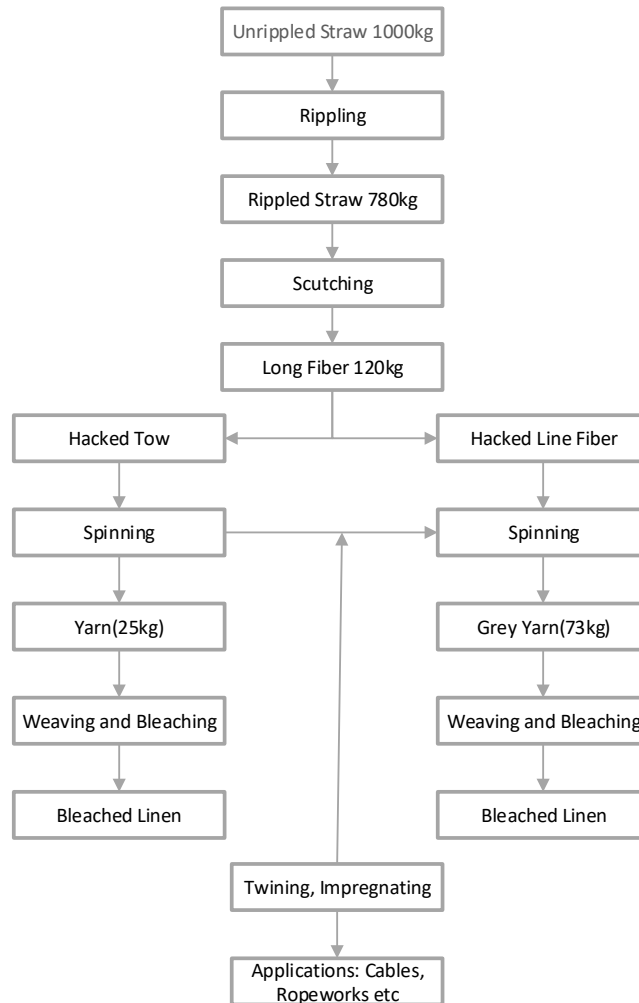 Unrippled Straw 1000kg
Rippling
Rippled Straw 780kg
Scutching
Long Fiber 120kg
Hacked Tow
Hacked Line Fiber
Spinning
Spinning
Yarn(25kg)
Grey Yarn(73kg)
Weaving and Bleaching
Weaving and Bleaching
Bleached Linen
Bleached Linen
Twining, Impregnating
Applications: Cables,
Ropeworks etc